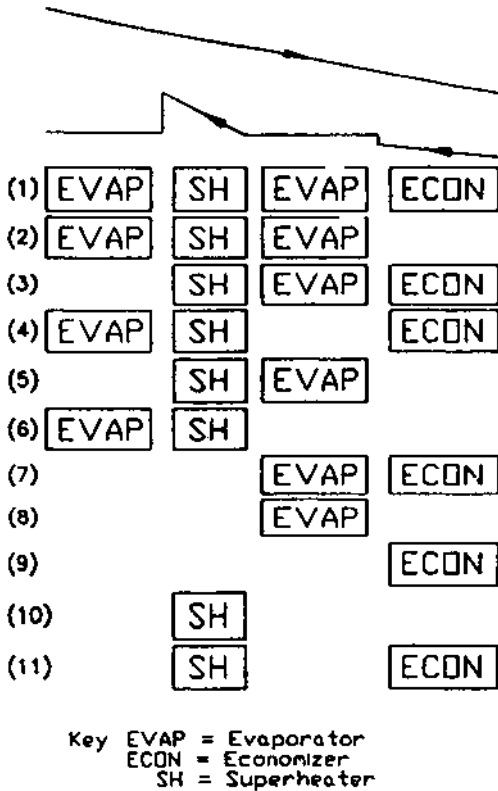 (1) EVAP SH EVAP ECON
(2) EVAP SH EVAP
(3) SH EVAP ECON
(4) EVAP SH ECON
(5) SH EVAP
(6) EVAP SH
(7) EVAP ECON
(8) EVAP
(9) ECON
(10) SH
(11) SH ECON
Key EVAP = Evaporator
ECON = Economizer
SH = Superheater